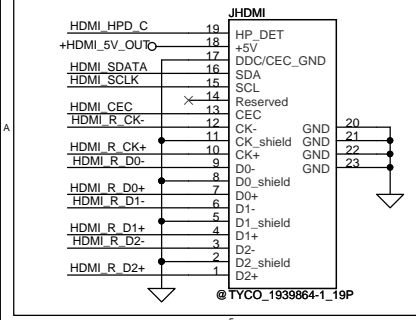 JHDMI
HDMI_HPD_C 19 HP_DET
+HDMI_5V_OUT 18 +5V
17 DDC/CEC_GND
HDMI_SDATA 16 SDA
HDMI_SCLK 15 SCL
14 Reserved
HDMI_CEC 13 CEC
HDMI_R_CK- 12 CK- GND 20
11 CK_shield GND 21
HDMI_R_CK+ 10 CK+ GND 22
HDMI_R_D0- 9 D0- GND 23
8 D0_shield
HDMI_R_D0+ 7 D0+
HDMI_R_D1- 6 D1-
5 D1_shield
HDMI_R_D1+ 4 D1+
HDMI_R_D2- 3 D2-
2 D2_shield
HDMI_R_D2+ 1 D2+
@TYCO_1939864-1_19P
A